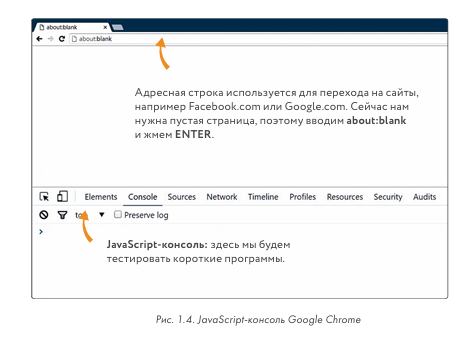 about:blank
about:blank
Адресная строка используется для перехода на сайты,
например Facebook.com или Google.com. Сейчас нам
нужна пустая страница, поэтому вводим about:blank
и жмем ENTER.
Elements Console Sources Network Timeline Profiles Resources Security Audits
Preserve log
JavaScript-консоль: здесь мы будем
тестировать короткие программы.
Рис. 1.4. JavaScript-консоль Google Chrome